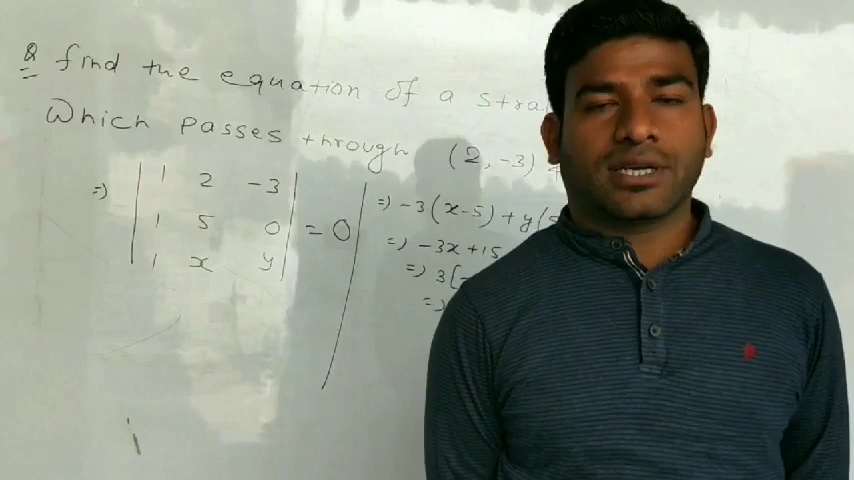 Q find the equation of a stra
Which passes through (2, -3)
=) | 1 2 -3 |
| 1 5 0 | = 0
| 1 x y |
=) -3(x-5) + y(5
=) -3x + 15
=) 3[-
=)